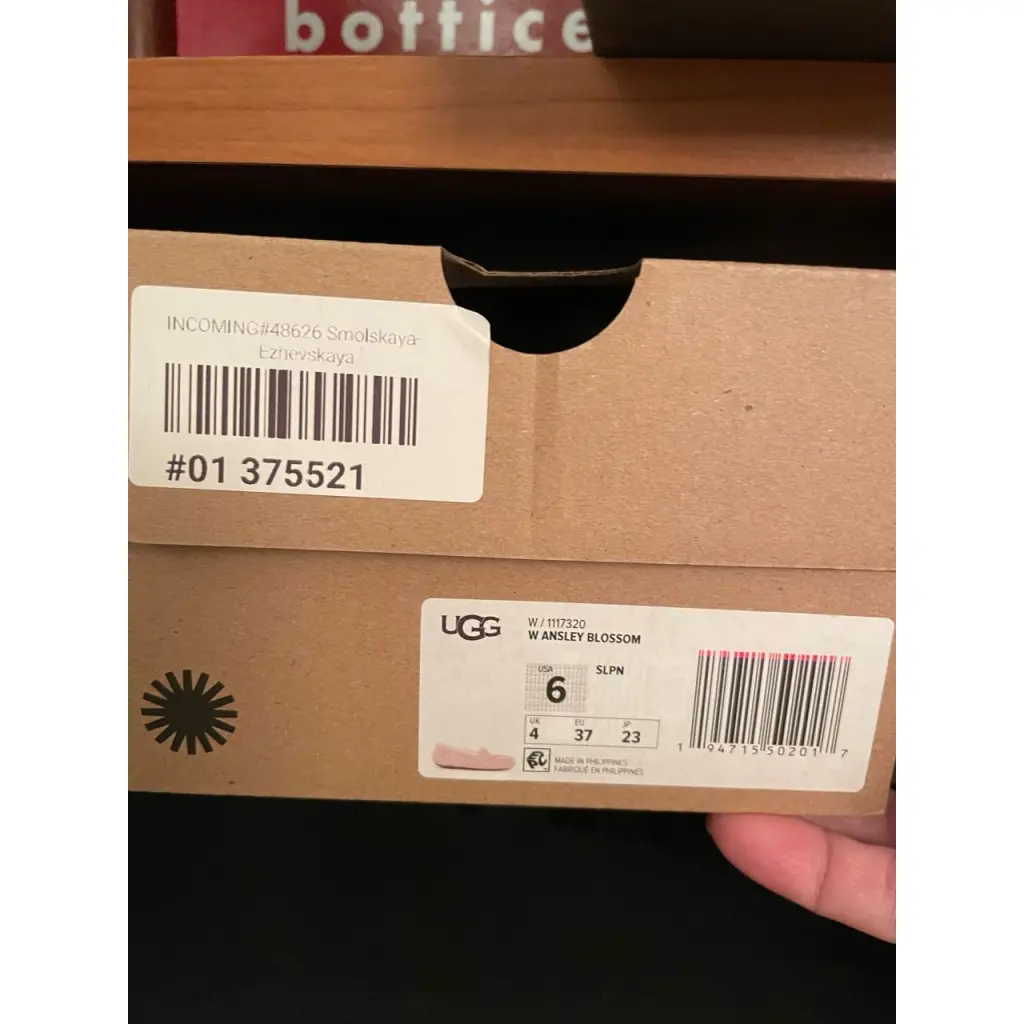 bottice
INCOMING#48626 Smolskaya-
Ezhevskaya
#01 375521
UGG
W / 1117320
W ANSLEY BLOSSOM
USA
6
SLPN
UK EU JP
4 37 23
MADE IN PHILIPPINES
FABRIQUÉ EN PHILIPPINES
1 94715 50201 7